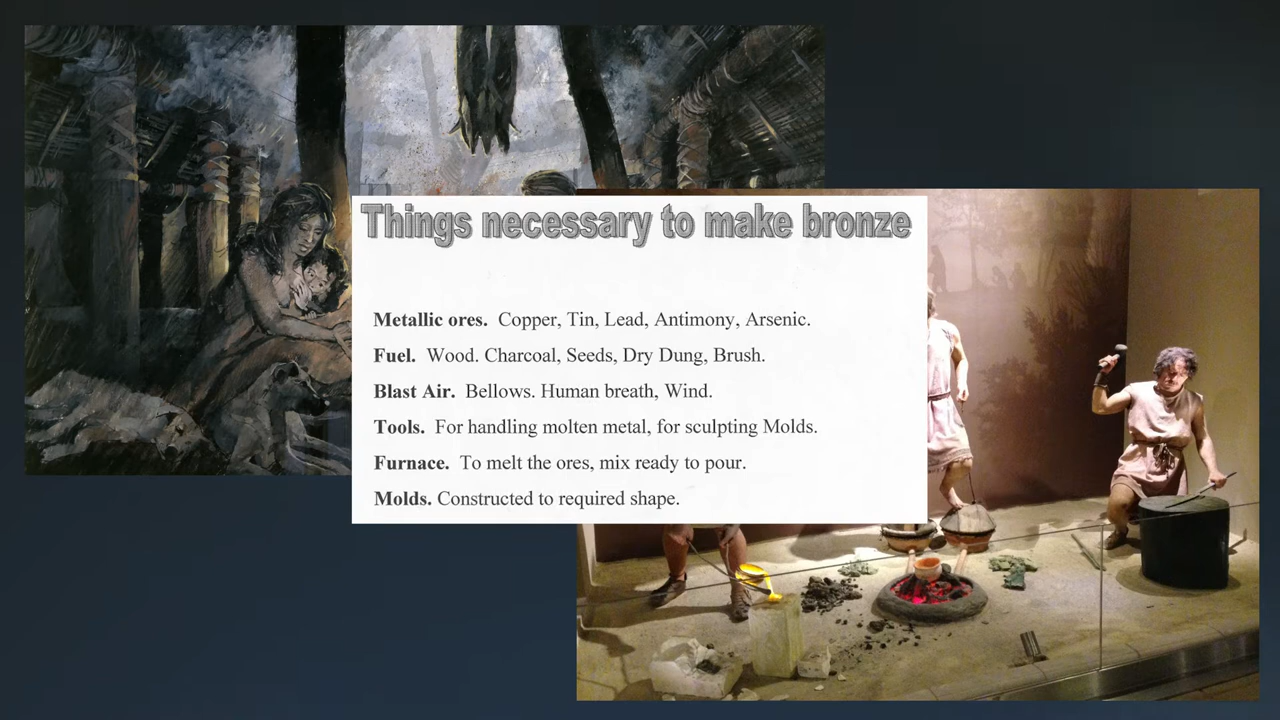 Things necessary to make bronze
Metallic ores. Copper, Tin, Lead, Antimony, Arsenic.
Fuel. Wood. Charcoal, Seeds, Dry Dung, Brush.
Blast Air. Bellows. Human breath, Wind.
Tools. For handling molten metal, for sculpting Molds.
Furnace. To melt the ores, mix ready to pour.
Molds. Constructed to required shape.